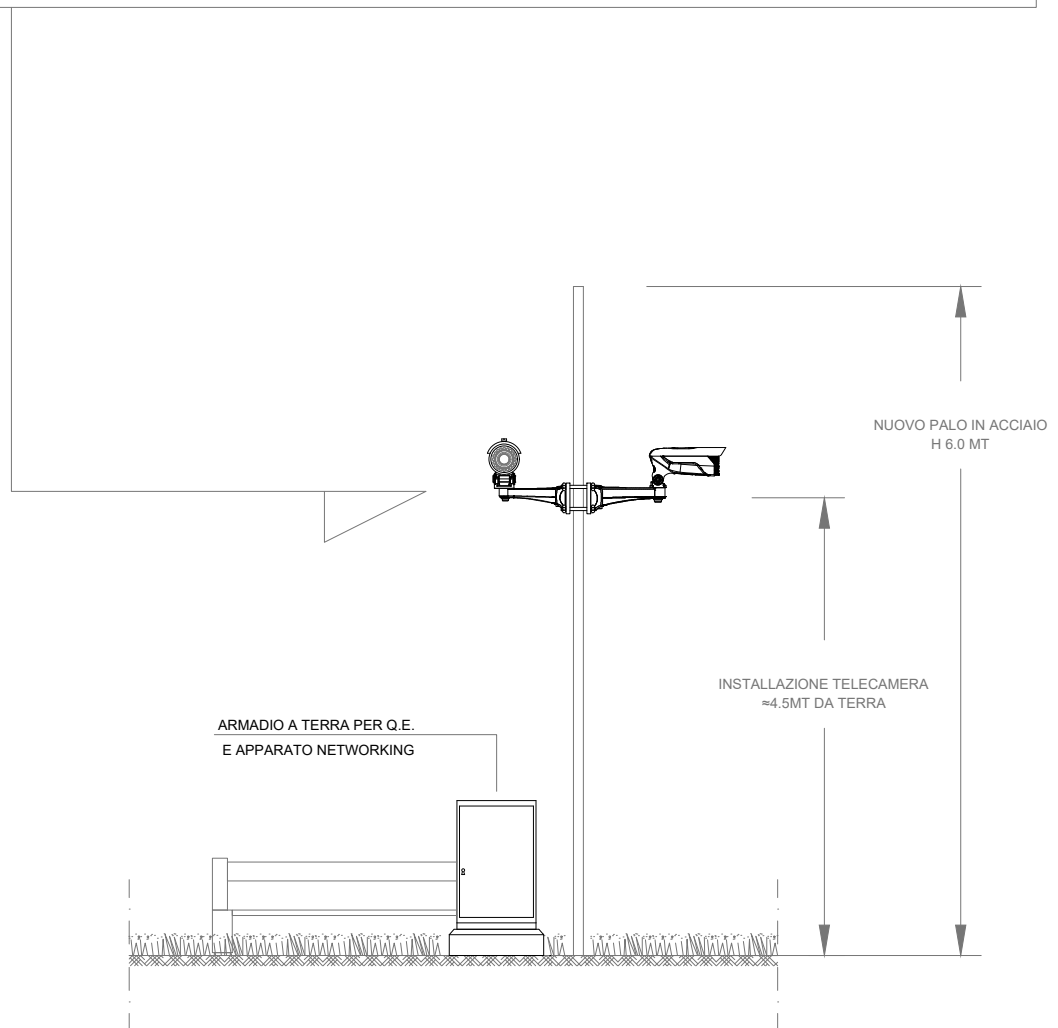 NUOVO PALO IN ACCIAIO
H 6.0 MT
INSTALLAZIONE TELECAMERA
≈4.5MT DA TERRA
ARMADIO A TERRA PER Q.E.
E APPARATO NETWORKING